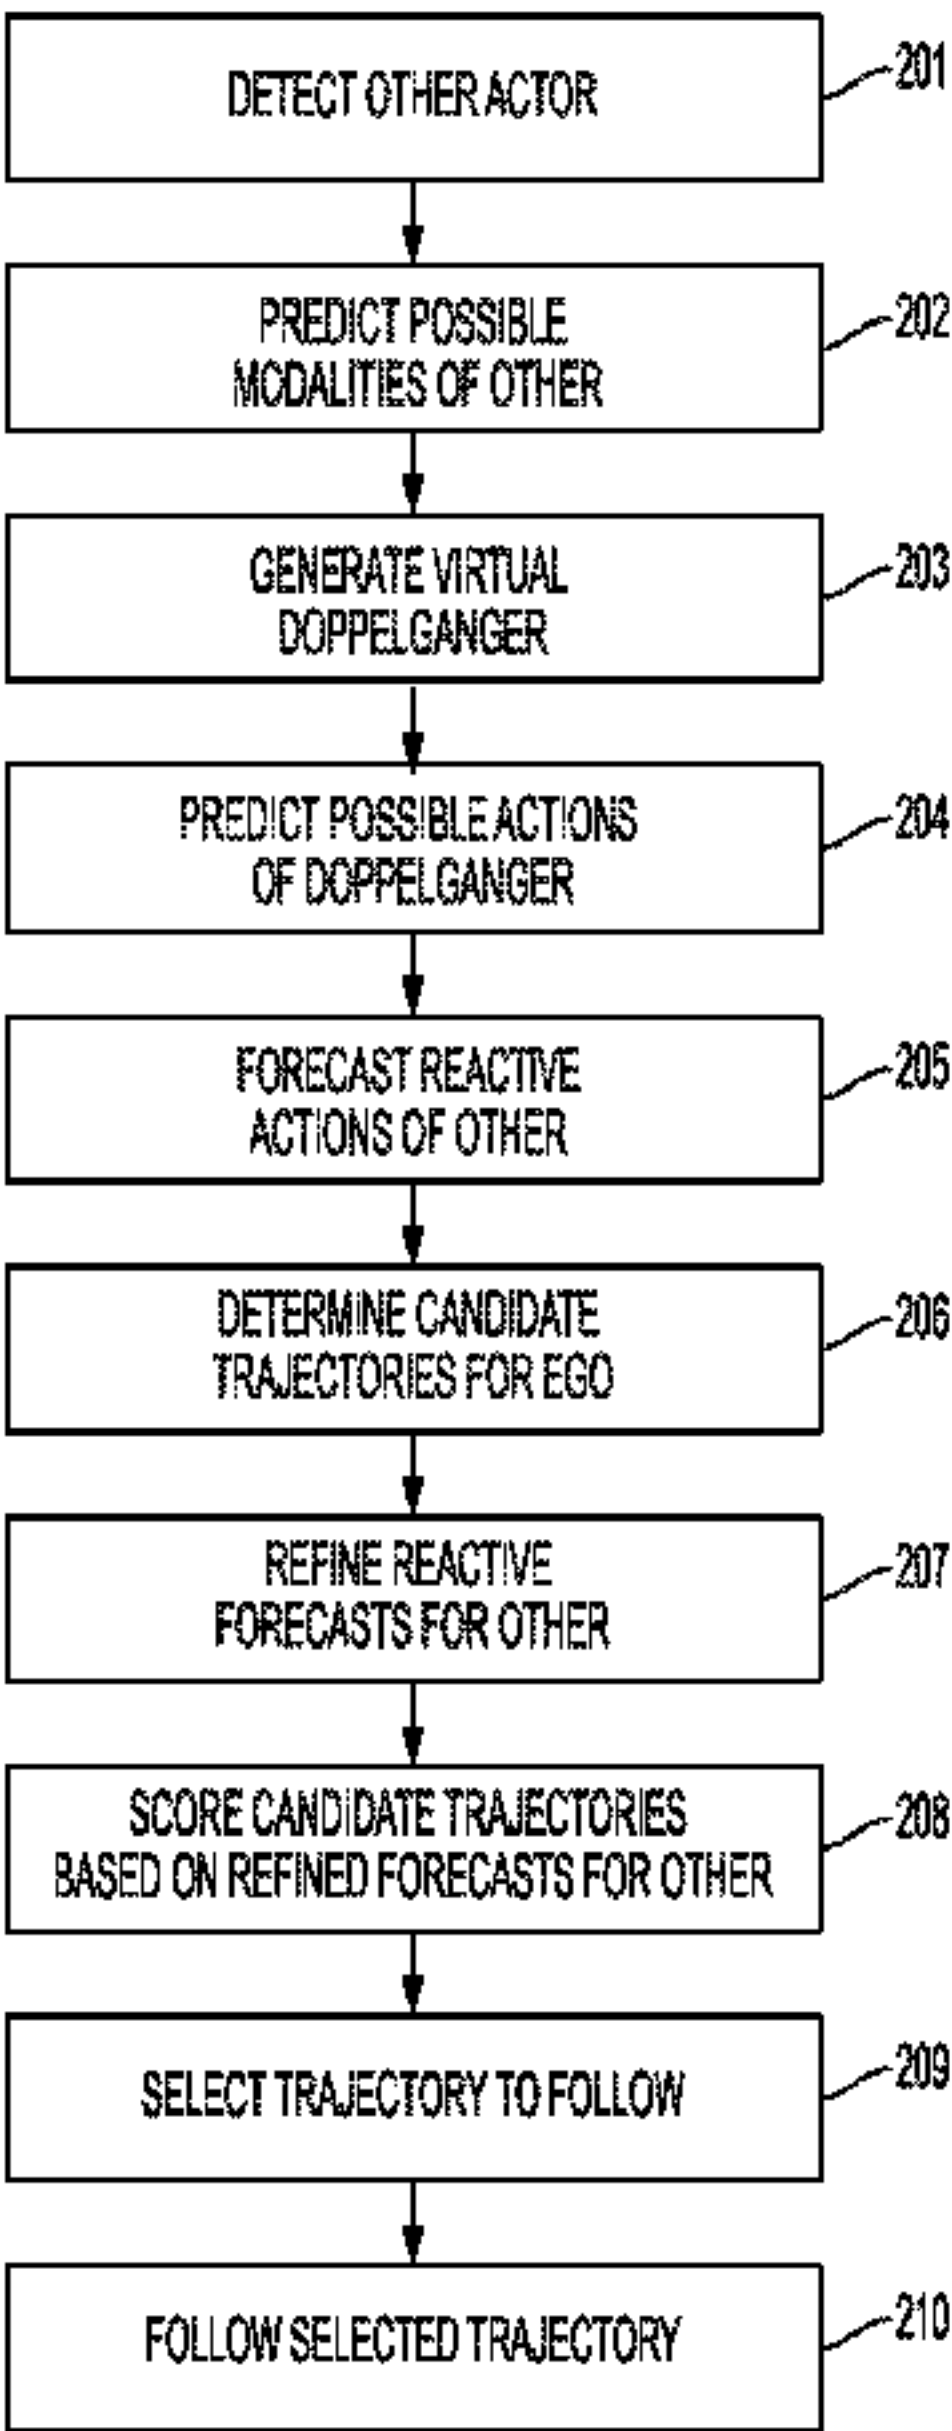 DETECT OTHER ACTOR
201
PREDICT POSSIBLE
MODALITIES OF OTHER
202
GENERATE VIRTUAL
DOPPELGANGER
203
PREDICT POSSIBLE ACTIONS
OF DOPPELGANGER
204
FORECAST REACTIVE
ACTIONS OF OTHER
205
DETERMINE CANDIDATE
TRAJECTORIES FOR EGO
206
REFINE REACTIVE
FORECASTS FOR OTHER
207
SCORE CANDIDATE TRAJECTORIES
BASED ON REFINED FORECASTS FOR OTHER
208
SELECT TRAJECTORY TO FOLLOW
209
FOLLOW SELECTED TRAJECTORY
210